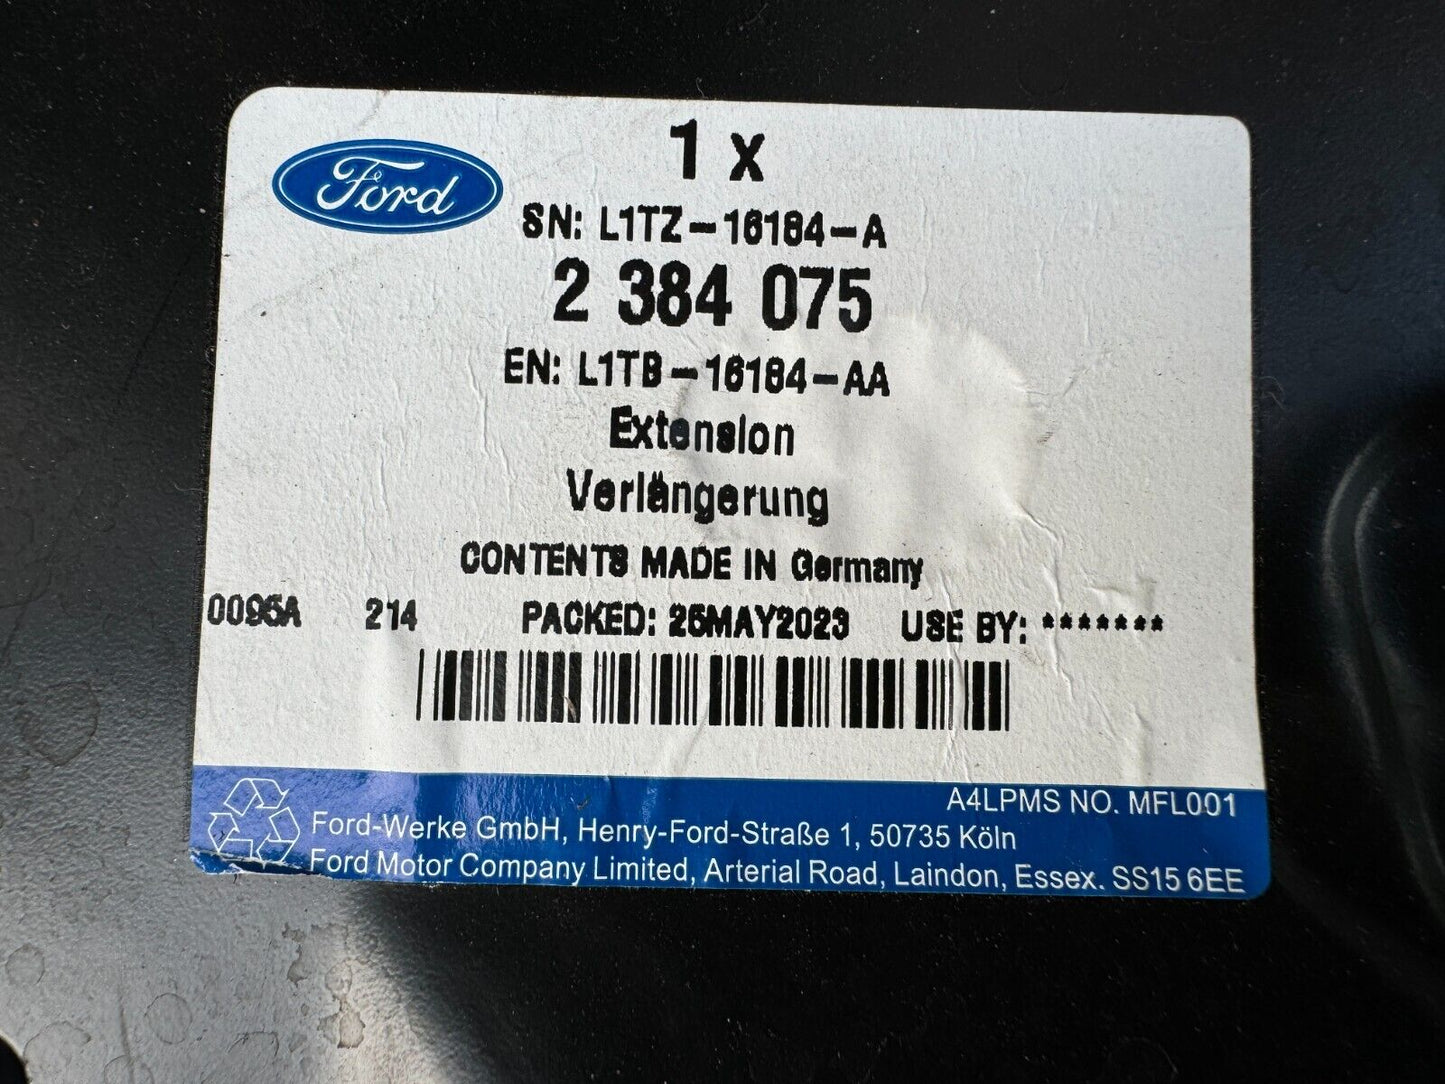 Ford
1 x
SN: L1TZ-16184-A
2 384 075
EN: L1TB-16184-AA
Extension
Verlängerung
CONTENTS MADE IN Germany
0095A 214 PACKED: 25MAY2023 USE BY: *******
A4LPMS NO. MFL001
Ford-Werke GmbH, Henry-Ford-Straße 1, 50735 Köln
Ford Motor Company Limited, Arterial Road, Laindon, Essex. SS15 6EE